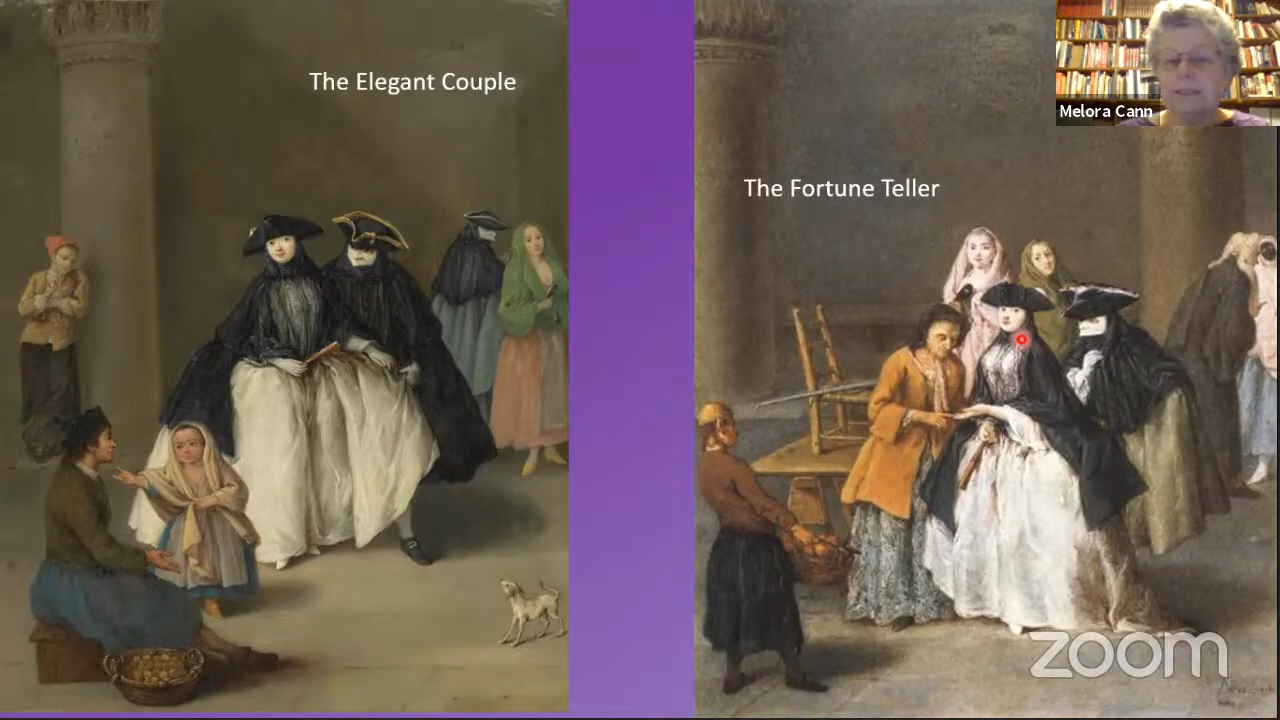 The Elegant Couple
The Fortune Teller
Melora Cann
zoom